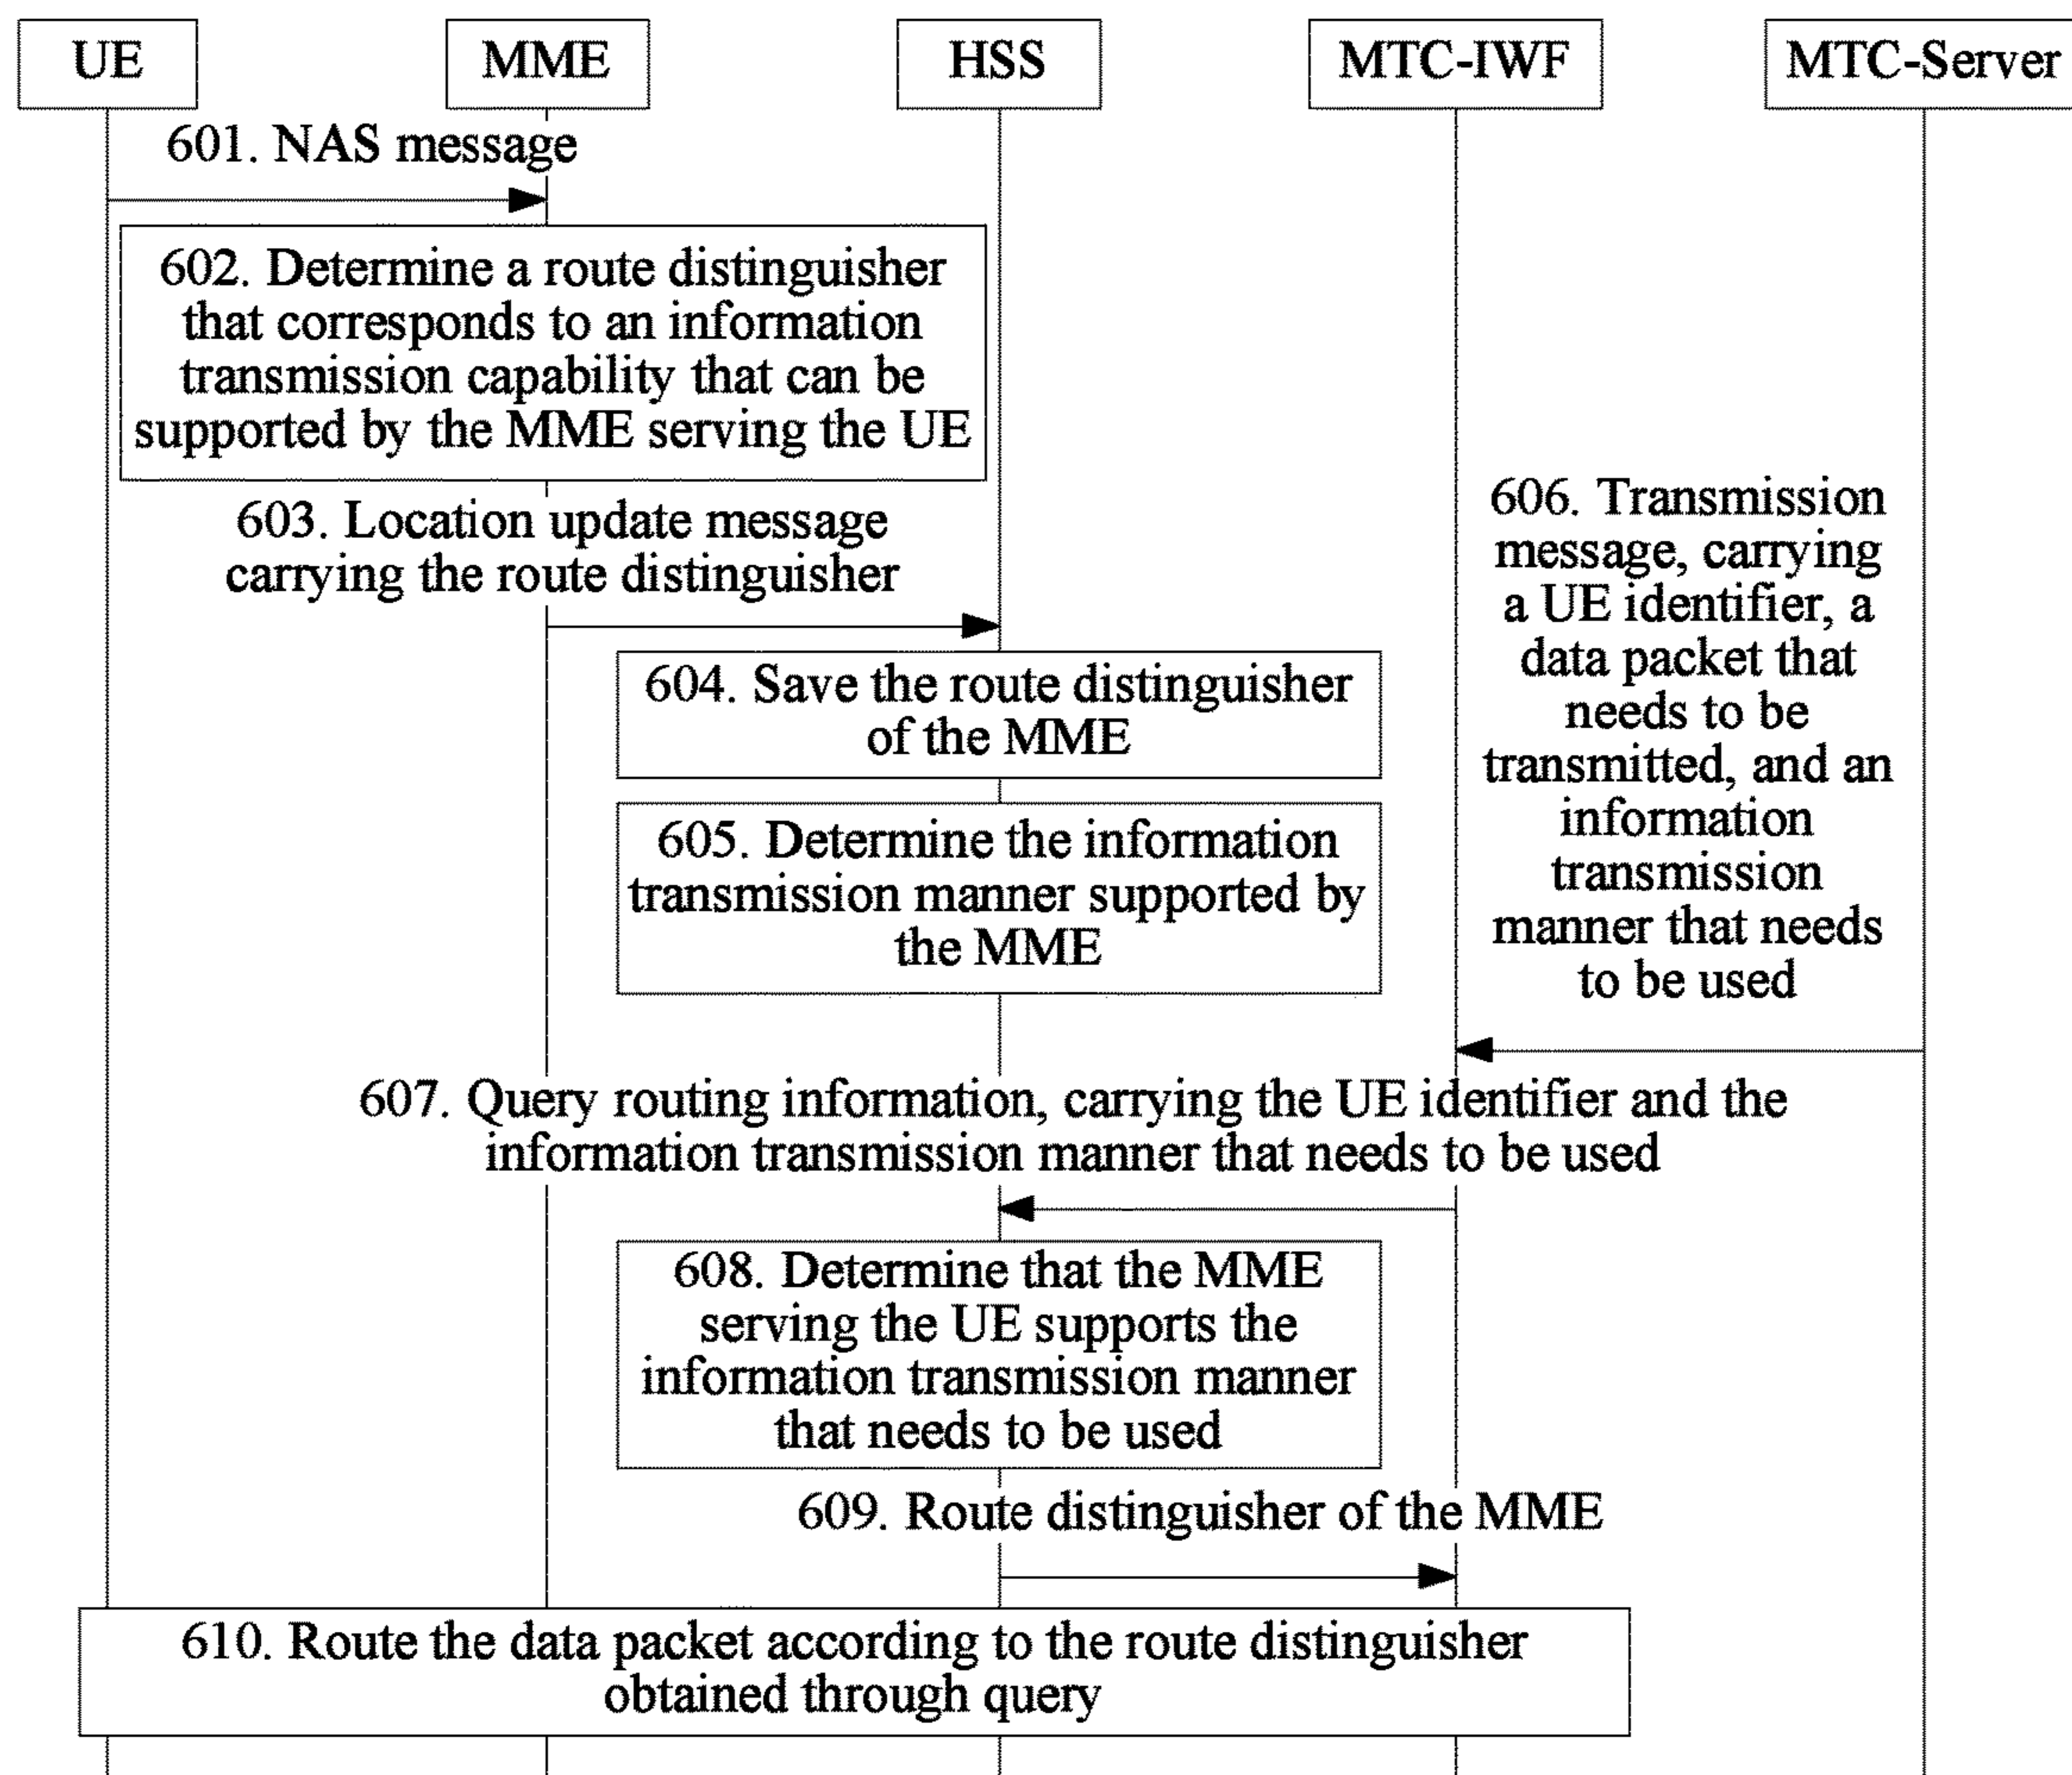 UE
MME
HSS
MTC-IWF
MTC-Server
601. NAS message
602. Determine a route distinguisher
that corresponds to an information
transmission capability that can be
supported by the MME serving the UE
603. Location update message
carrying the route distinguisher
604. Save the route distinguisher
of the MME
605. Determine the information
transmission manner supported by
the MME
606. Transmission
message, carrying
a UE identifier, a
data packet that
needs to be
transmitted, and an
information
transmission
manner that needs
to be used
607. Query routing information, carrying the UE identifier and the
information transmission manner that needs to be used
608. Determine that the MME
serving the UE supports the
information transmission manner
that needs to be used
609. Route distinguisher of the MME
610. Route the data packet according to the route distinguisher
obtained through query